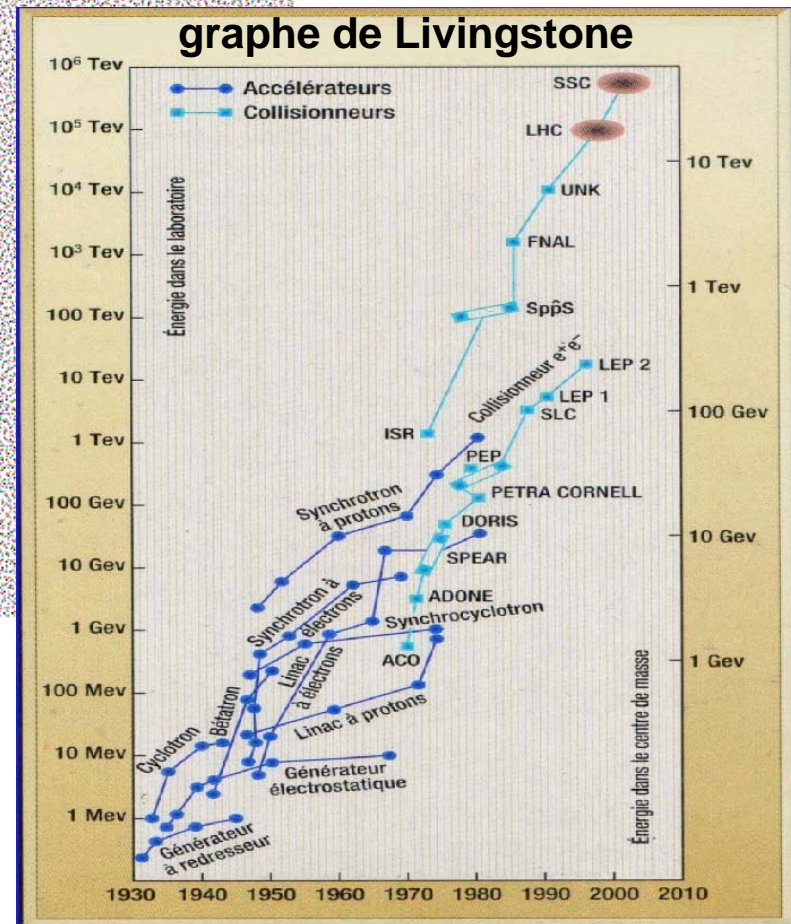 graphe de Livingstone
10⁶ Tev
10⁵ Tev
10⁴ Tev
10³ Tev
100 Tev
10 Tev
1 Tev
100 Gev
10 Gev
1 Gev
100 Mev
10 Mev
1 Mev
Énergie dans le laboratoire
Accélérateurs
Collisionneurs
SSC
LHC
UNK
FNAL
Spp̂S
Collisionneur e⁺e⁻
LEP 2
LEP 1
SLC
ISR
PEP
PETRA CORNELL
Synchrotron
à protons
DORIS
SPEAR
ADONE
Synchrotron à
électrons
Synchrocyclotron
ACO
Linac
à électrons
Bétatron
Linac à protons
Cyclotron
Générateur
électrostatique
Générateur
à redresseur
10 Tev
1 Tev
100 Gev
10 Gev
1 Gev
Énergie dans le centre de masse
1930 1940 1950 1960 1970 1980 1990 2000 2010